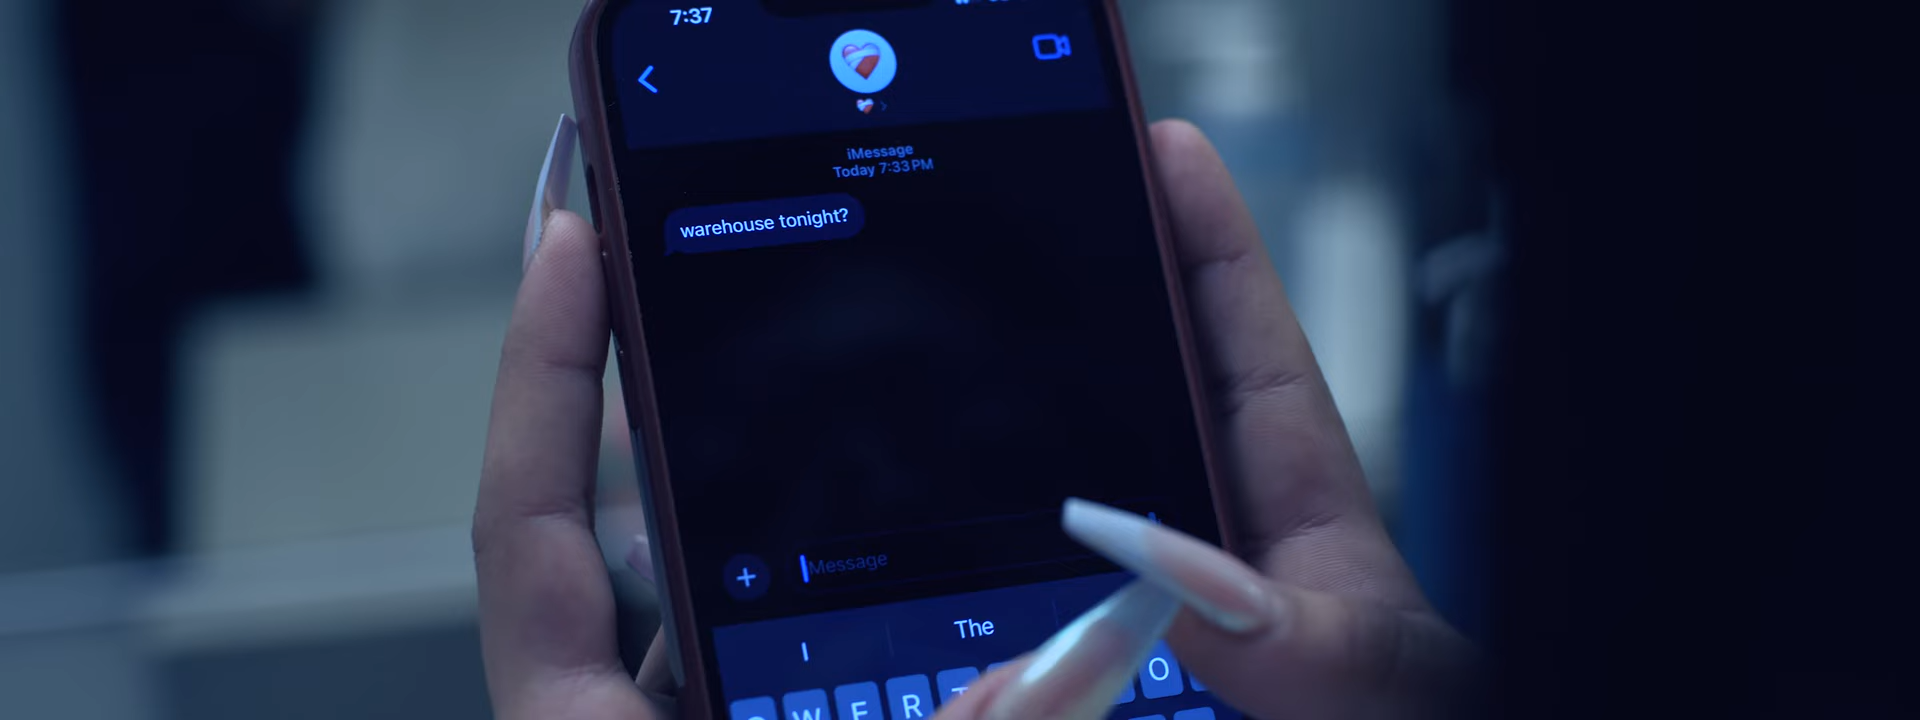 7:37
iMessage
Today 7:33 PM
warehouse tonight?
Message
I
The
W E R O